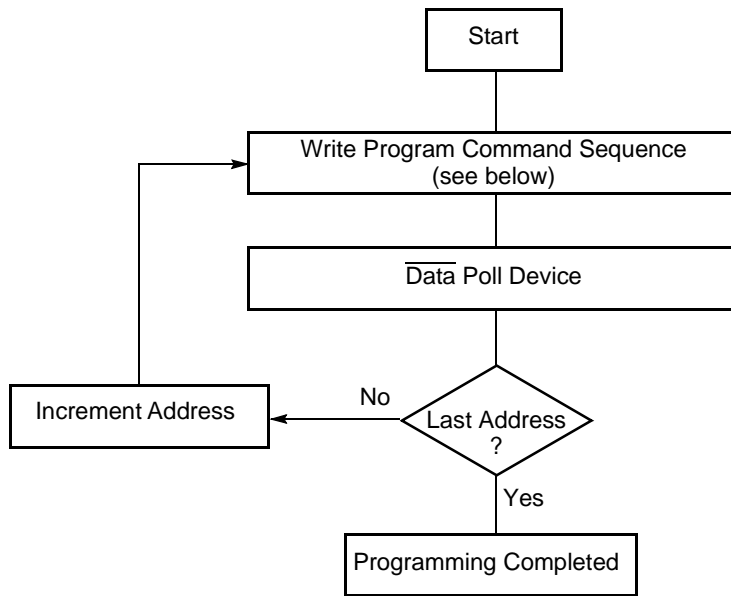 Start
Write Program Command Sequence
(see below)
Data Poll Device
No
Increment Address
Last Address
?
Yes
Programming Completed